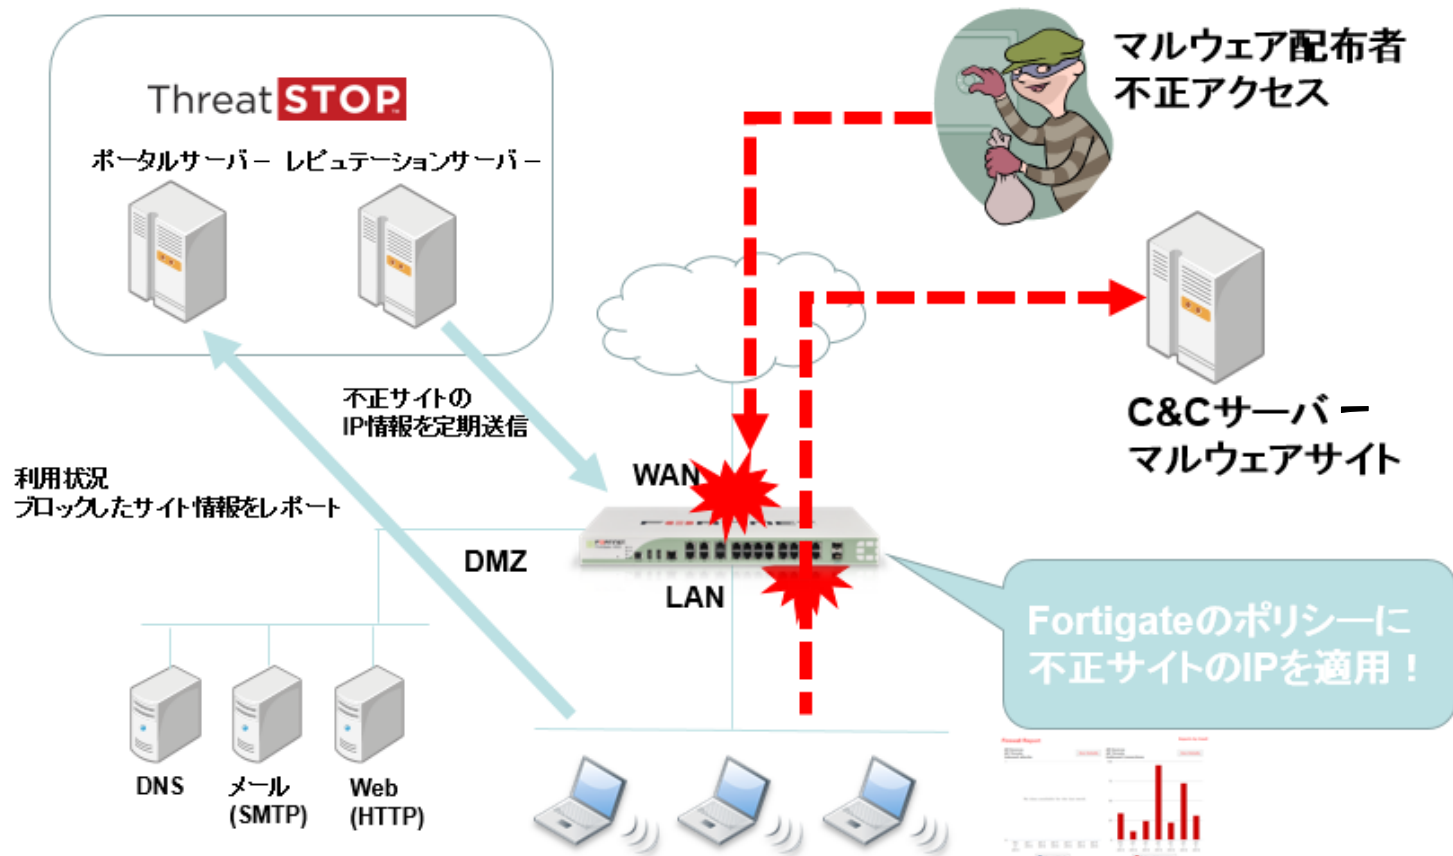 ThreatSTOP
ポータルサーバー
レピュテーションサーバー
マルウェア配布者
不正アクセス
不正サイトの
IP情報を定期送信
C&Cサーバー
マルウェアサイト
利用状況
ブロックしたサイト情報をレポート
WAN
DMZ
LAN
Fortigateのポリシーに
不正サイトのIPを適用！
DNS
メール
(SMTP)
Web
(HTTP)
Firewall Report